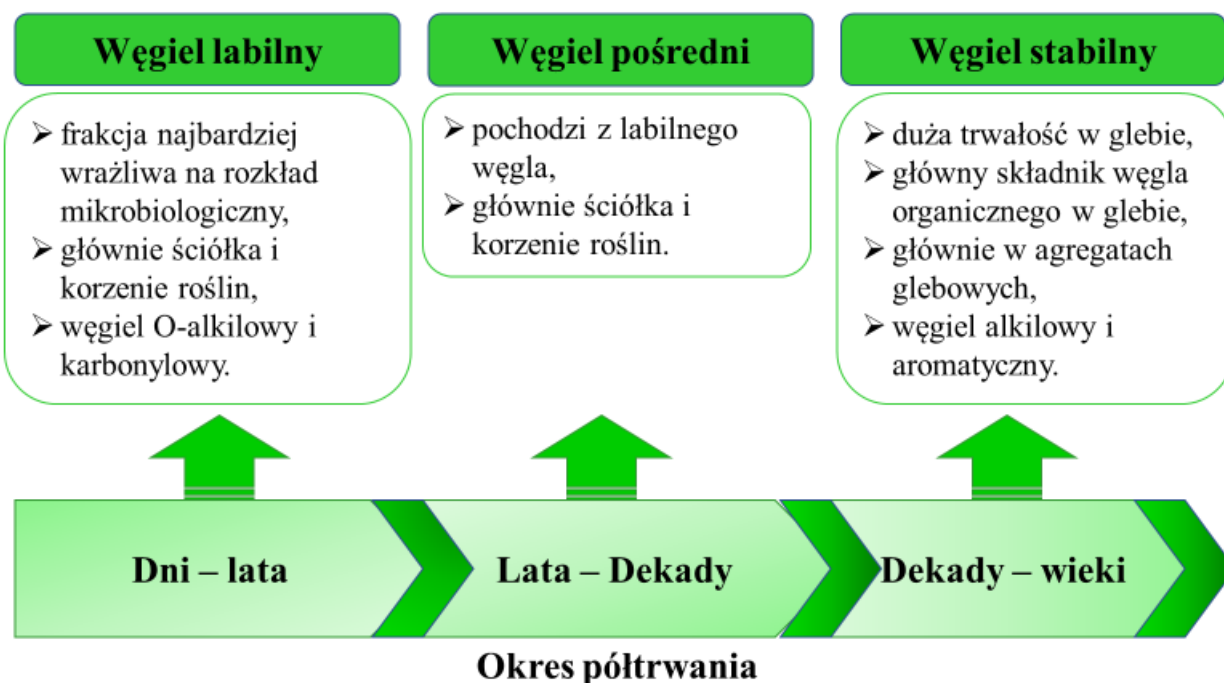 Węgiel labilny
➢ frakcja najbardziej
wrażliwa na rozkład
mikrobiologiczny,
➢ głównie ściółka i
korzenie roślin,
➢ węgiel O-alkilowy i
karbonylowy.
Węgiel pośredni
➢ pochodzi z labilnego
węgla,
➢ głównie ściółka i
korzenie roślin.
Węgiel stabilny
➢ duża trwałość w glebie,
➢ główny składnik węgla
organicznego w glebie,
➢ głównie w agregatach
glebowych,
➢ węgiel alkilowy i
aromatyczny.
Dni – lata
Lata – Dekady
Dekady – wieki
Okres półtrwania